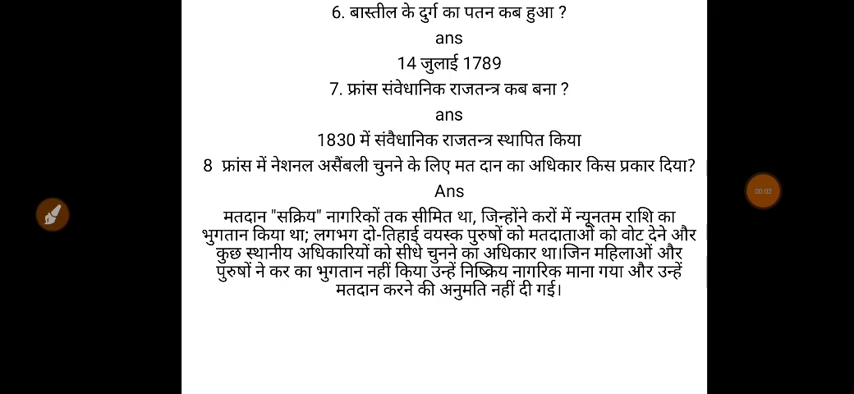 6. बास्तील के दुर्ग का पतन कब हुआ ?
ans
14 जुलाई 1789
7. फ्रांस संवेधानिक राजतन्त्र कब बना ?
ans
1830 में संवैधानिक राजतन्त्र स्थापित किया
8 फ्रांस में नेशनल असैंबली चुनने के लिए मत दान का अधिकार किस प्रकार दिया?
Ans
मतदान "सक्रिय" नागरिकों तक सीमित था, जिन्होंने करों में न्यूनतम राशि का
भुगतान किया था; लगभग दो-तिहाई वयस्क पुरुषों को मतदाताओं को वोट देने और
कुछ स्थानीय अधिकारियों को सीधे चुनने का अधिकार था।जिन महिलाओं और
पुरुषों ने कर का भुगतान नहीं किया उन्हें निष्क्रिय नागरिक माना गया और उन्हें
मतदान करने की अनुमति नहीं दी गई।
00:02